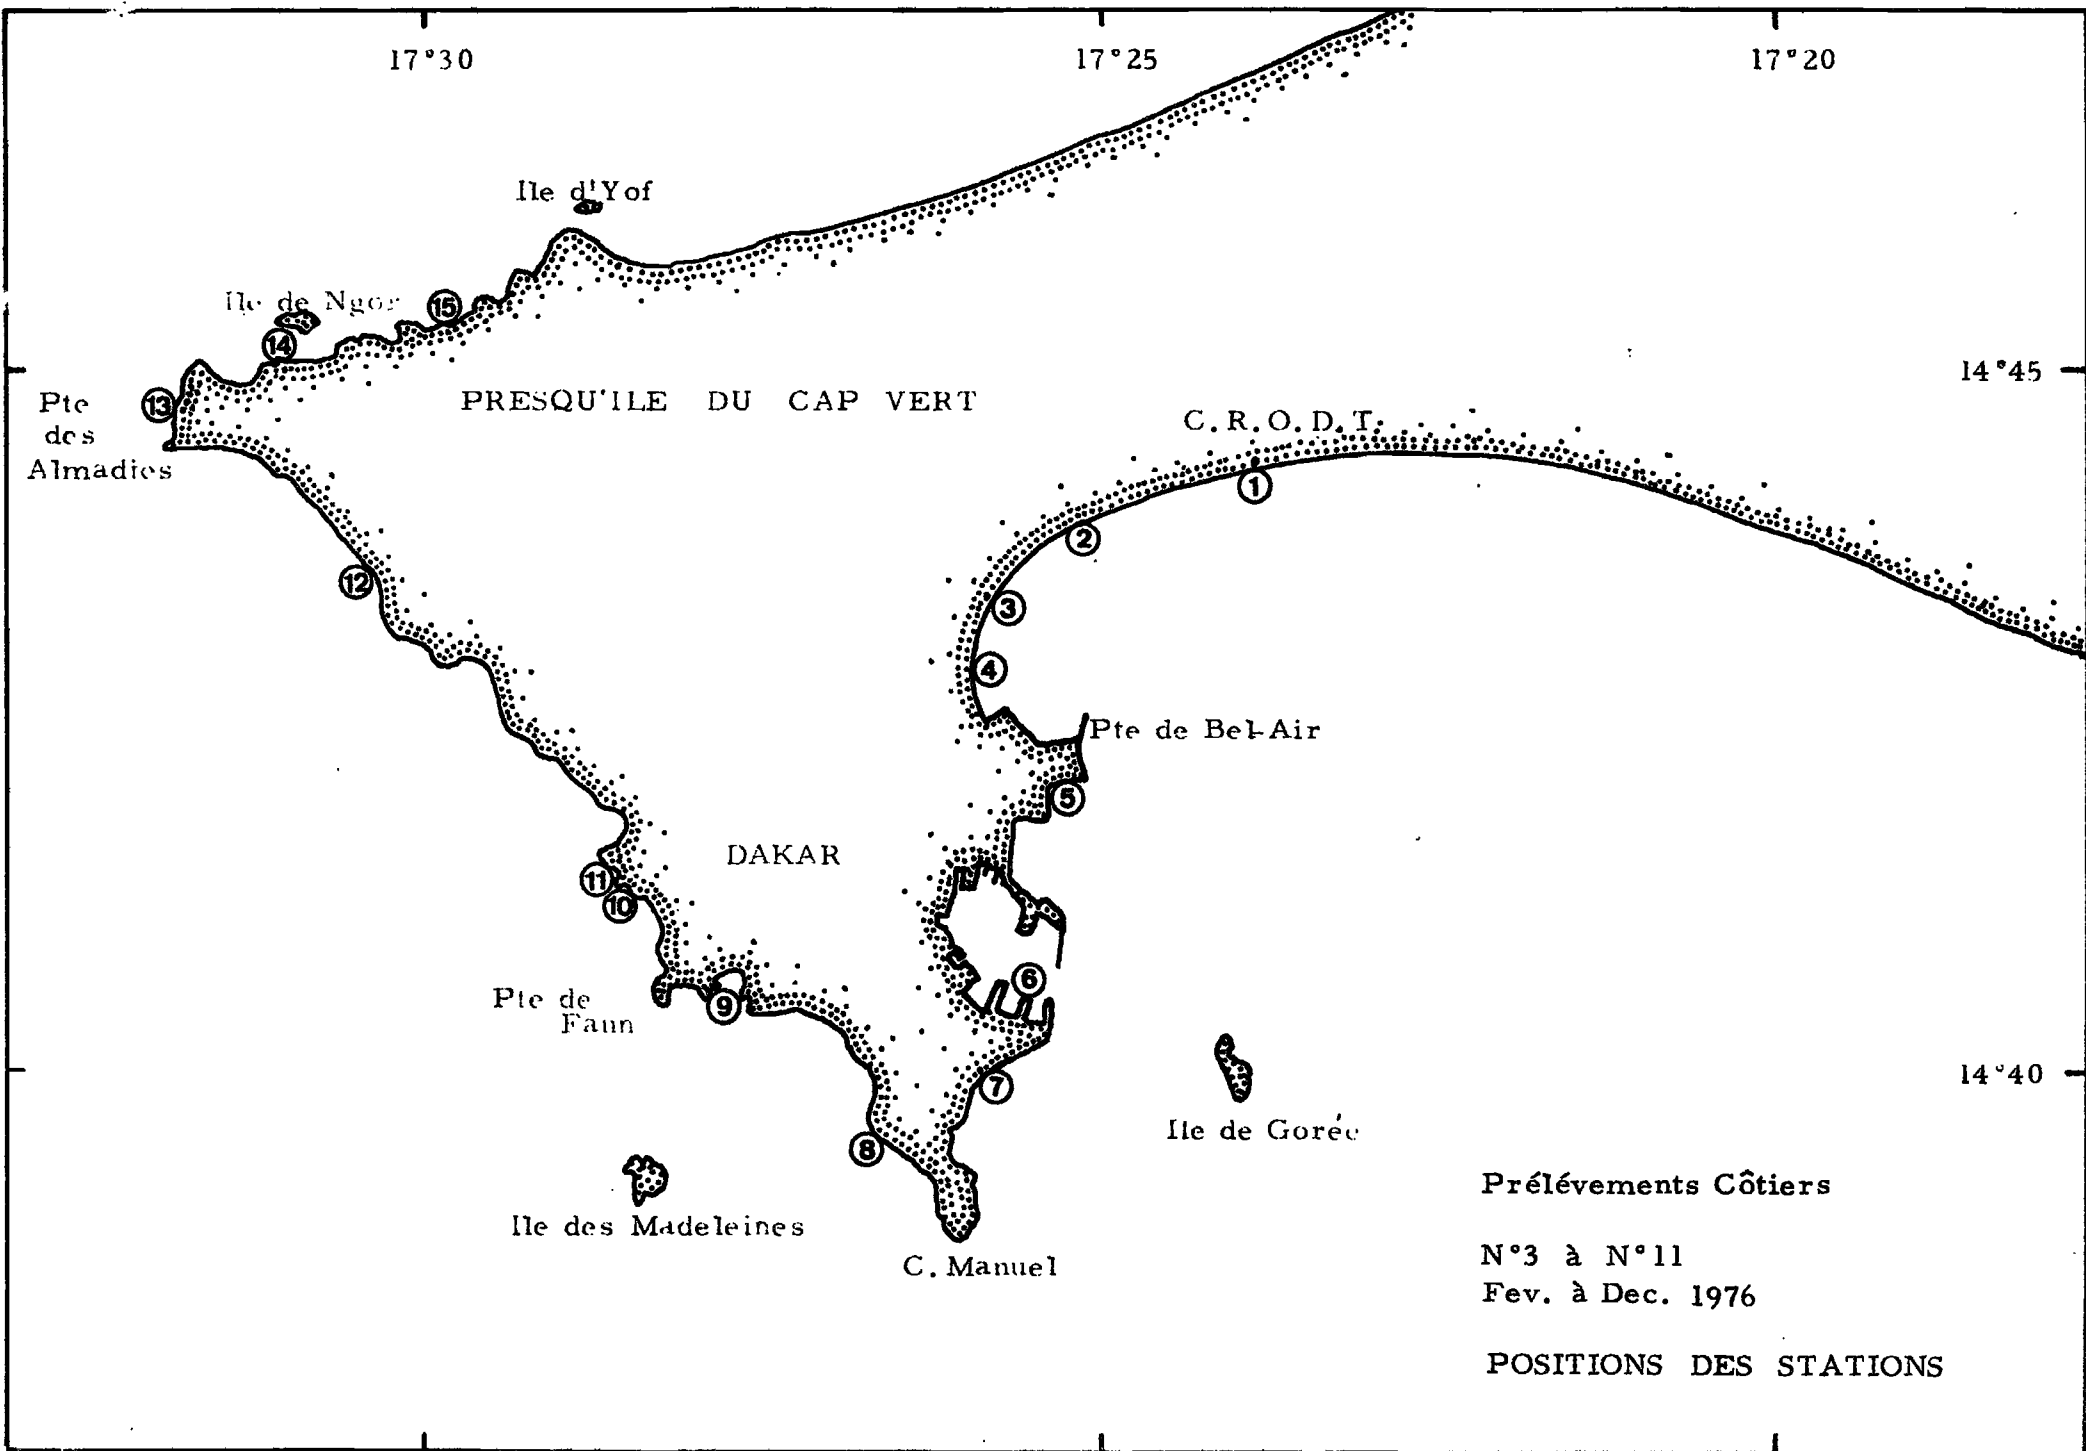 17°30
17°25
17°20
Ile d'Yof
Ile de Ngor
15
14
14°45
13
Pte
des
Almadies
PRESQU'ILE DU CAP VERT
C.R.O.D.T.
1
2
12
3
4
Pte de Bel-Air
5
DAKAR
11
10
6
Pte de
Fann
9
14°40
7
Ile de Gorée
8
Ile des Madeleines
C. Manuel
Prélévements Côtiers
N°3 à N°11
Fev. à Dec. 1976
POSITIONS DES STATIONS